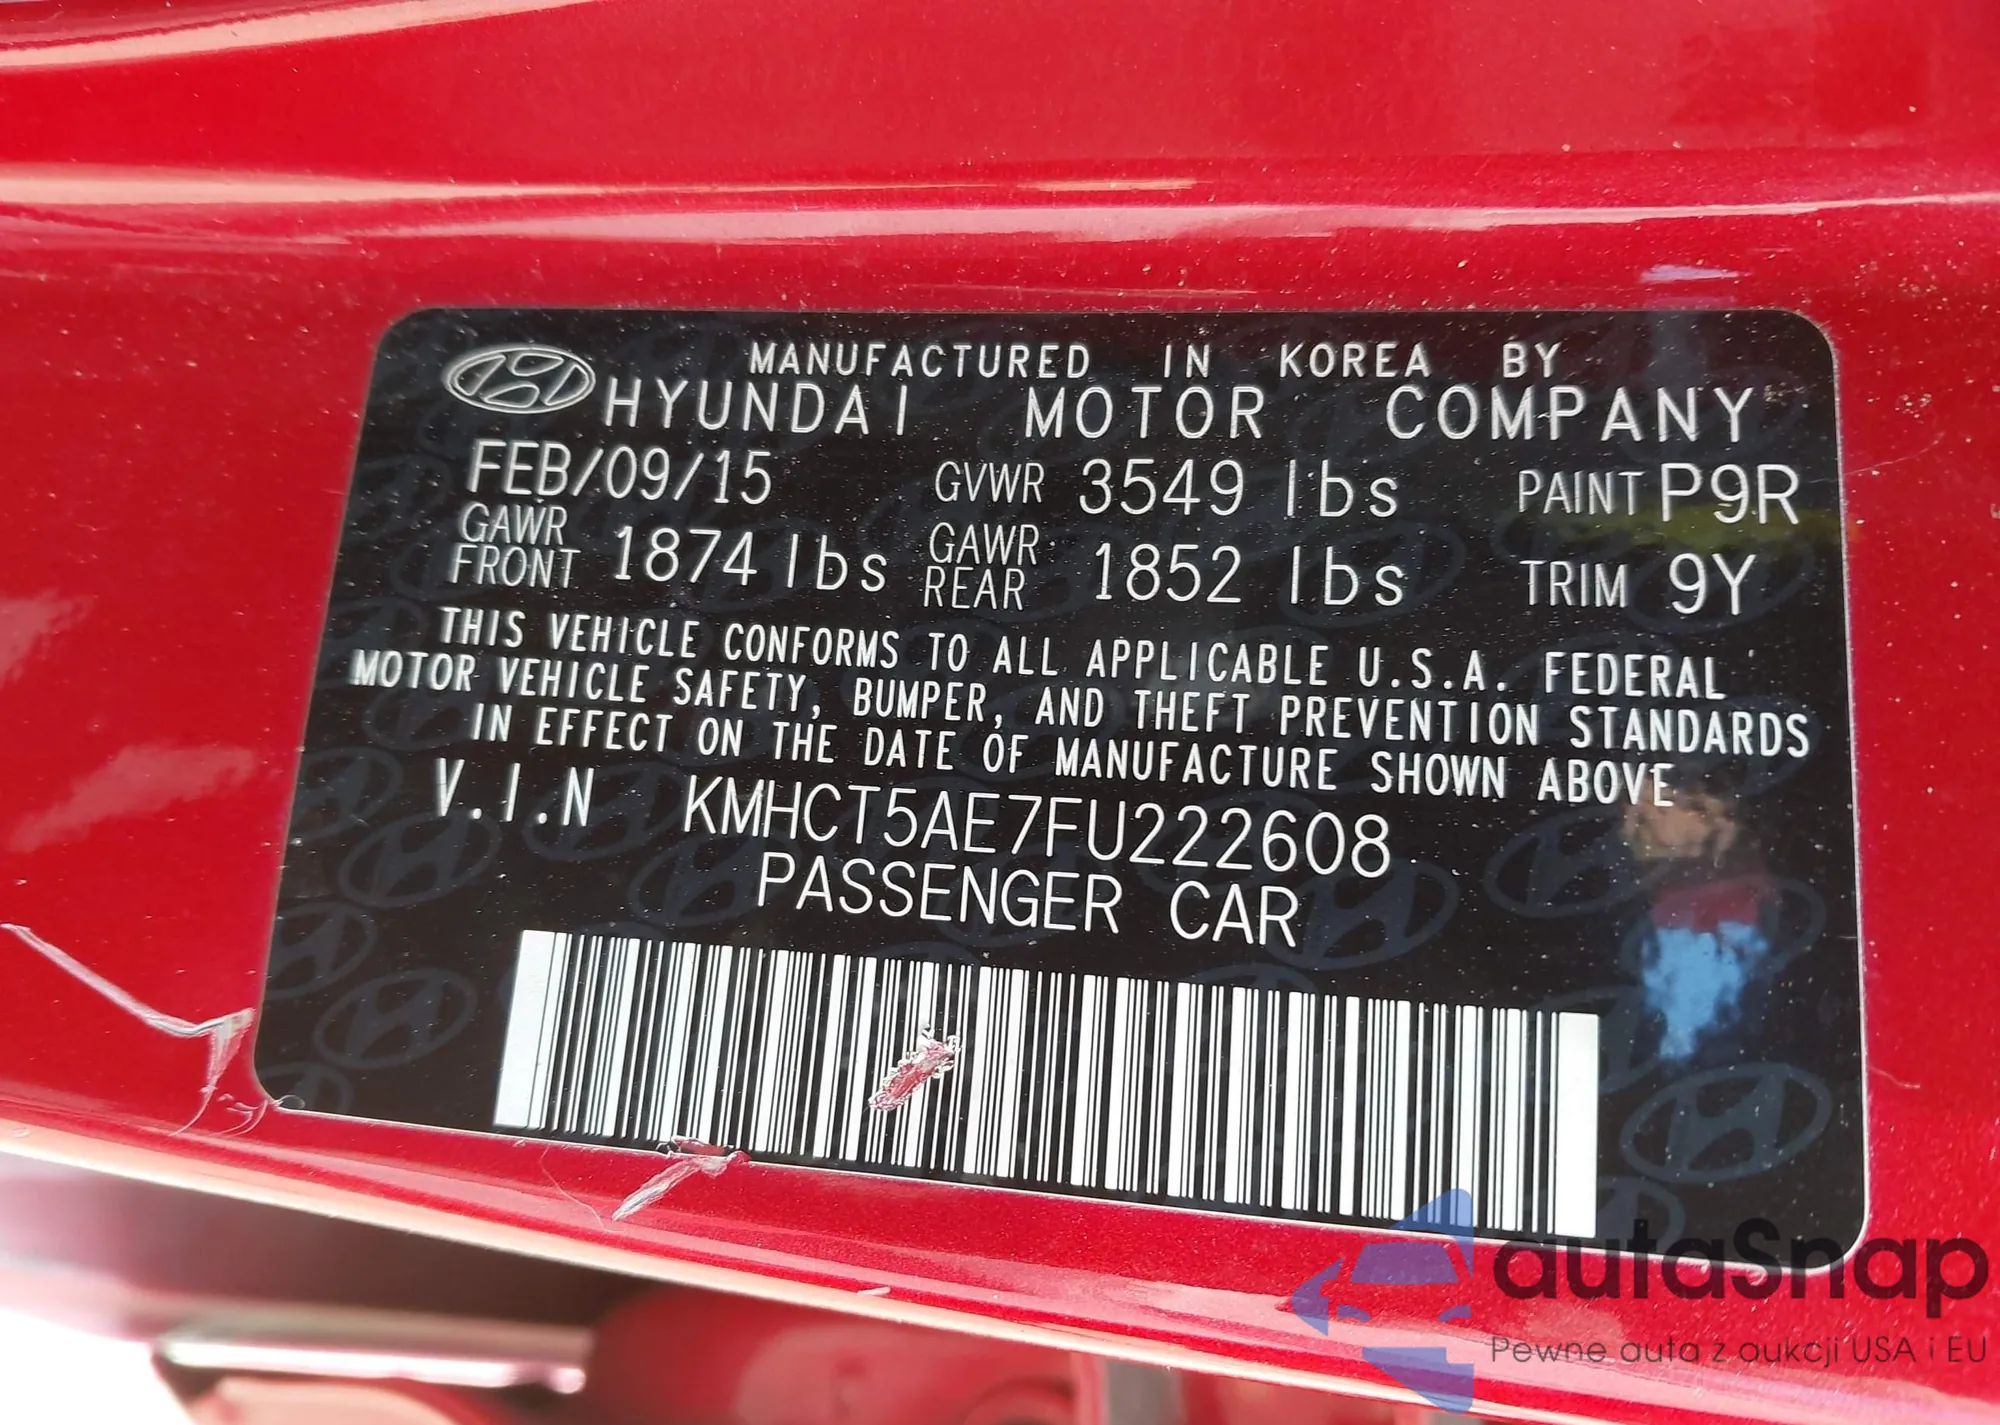 MANUFACTURED IN KOREA BY
HYUNDAI MOTOR COMPANY
FEB/09/15 GVWR 3549 lbs PAINT P9R
GAWR FRONT 1874 lbs GAWR REAR 1852 lbs TRIM 9Y
THIS VEHICLE CONFORMS TO ALL APPLICABLE U.S.A. FEDERAL
MOTOR VEHICLE SAFETY, BUMPER, AND THEFT PREVENTION STANDARDS
IN EFFECT ON THE DATE OF MANUFACTURE SHOWN ABOVE
V.I.N KMHCT5AE7FU222608
PASSENGER CAR
autaSnap
Pewne auta z aukcji USA i EU